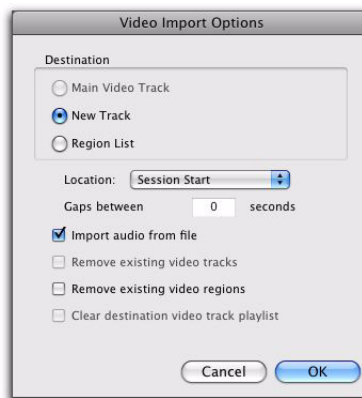 Video Import Options
Destination
Main Video Track
New Track
Region List
Location: Session Start
Gaps between 0 seconds
Import audio from file
Remove existing video tracks
Remove existing video regions
Clear destination video track playlist
Cancel OK